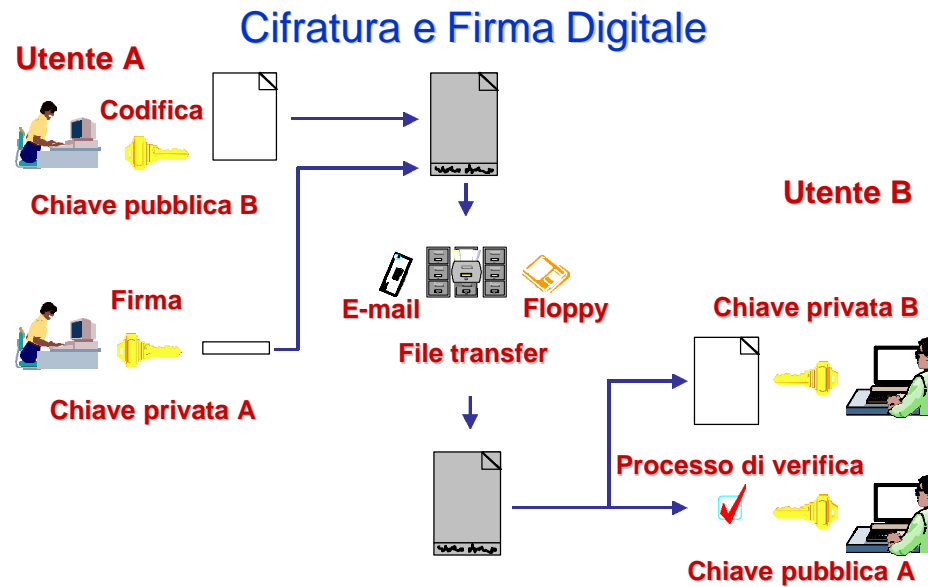 Cifratura e Firma Digitale
Utente A
Codifica
Chiave pubblica B
Firma
Chiave privata A
E-mail
Floppy
File transfer
Utente B
Chiave privata B
Processo di verifica
Chiave pubblica A